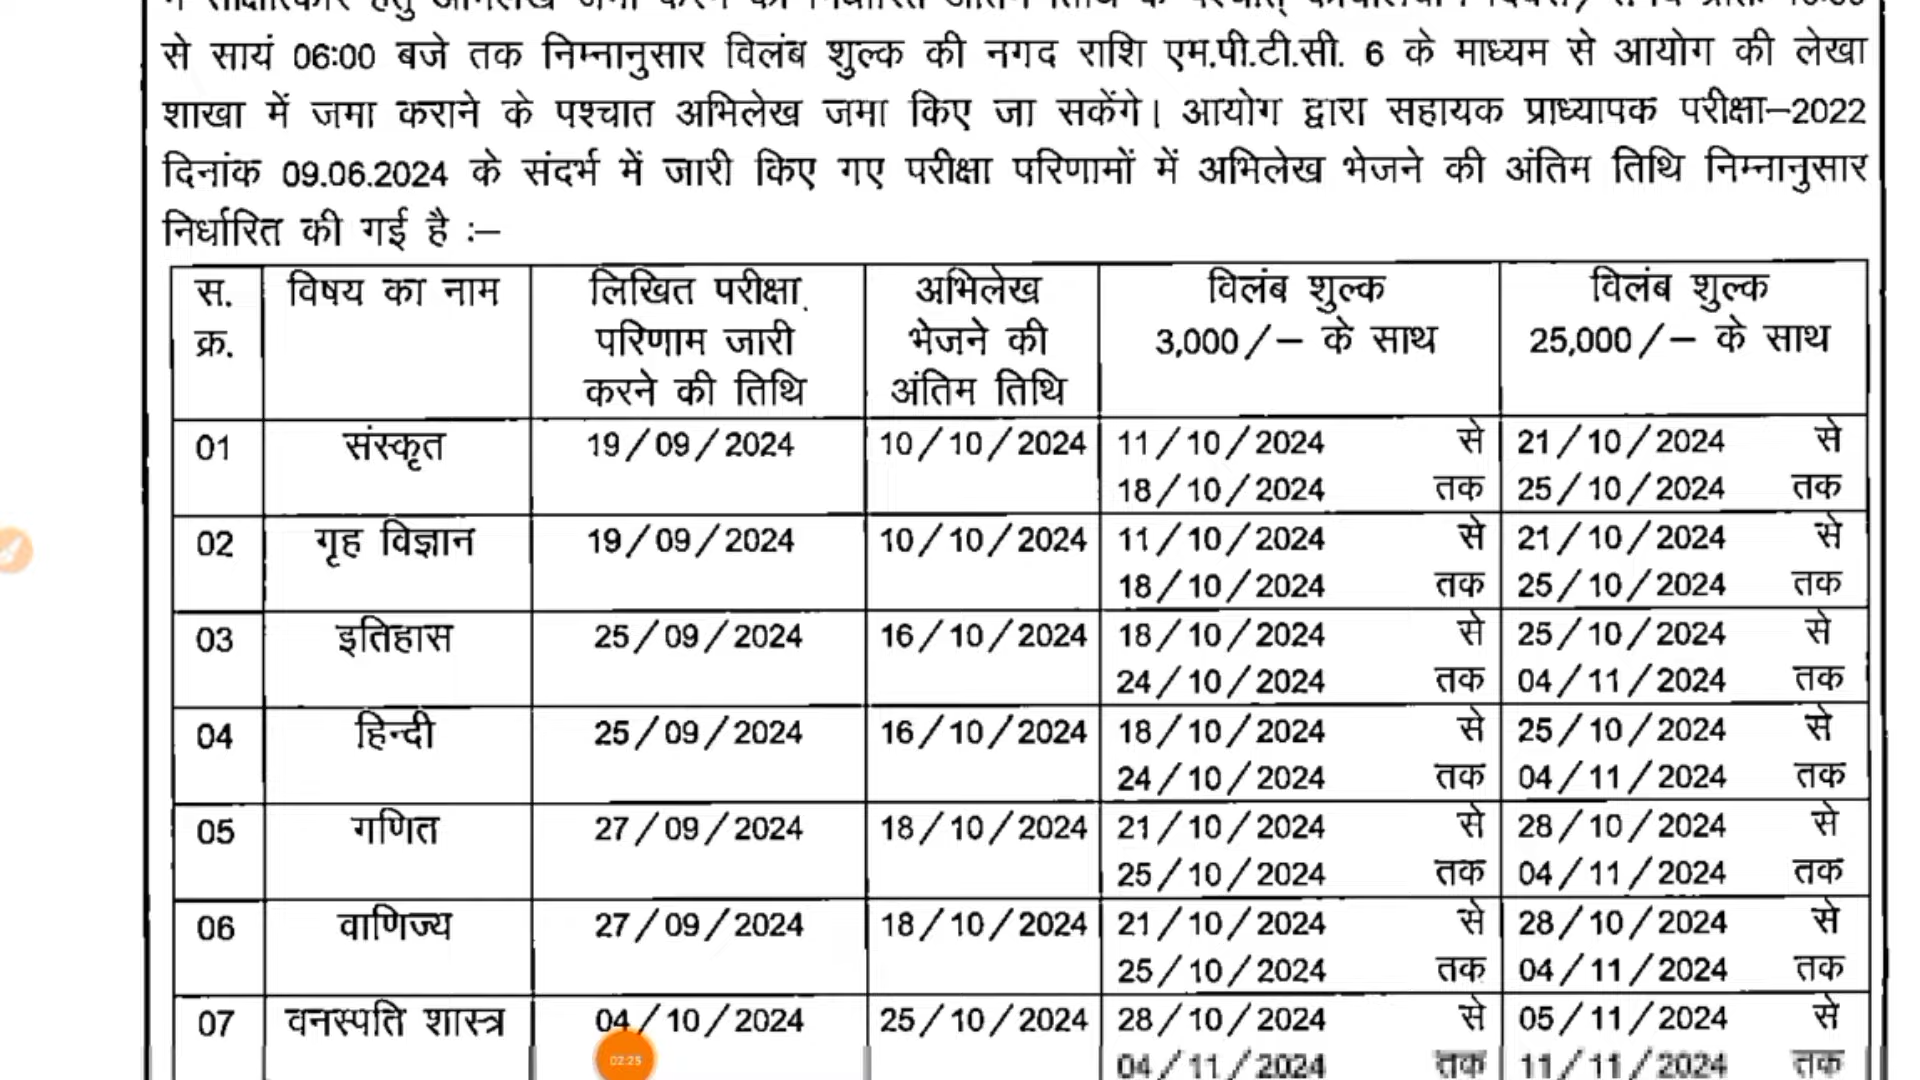 से सायं 06:00 बजे तक निम्नानुसार विलंब शुल्क की नगद राशि एम.पी.टी.सी. 6 के माध्यम से आयोग की लेखा
शाखा में जमा कराने के पश्चात अभिलेख जमा किए जा सकेंगे। आयोग द्वारा सहायक प्राध्यापक परीक्षा–2022
दिनांक 09.06.2024 के संदर्भ में जारी किए गए परीक्षा परिणामों में अभिलेख भेजने की अंतिम तिथि निम्नानुसार
निर्धारित की गई है :–
स. क्र. विषय का नाम लिखित परीक्षा परिणाम जारी करने की तिथि अभिलेख भेजने की अंतिम तिथि विलंब शुल्क 3,000/– के साथ विलंब शुल्क 25,000/– के साथ
01 संस्कृत 19/09/2024 10/10/2024 11/10/2024 से 18/10/2024 तक 21/10/2024 से 25/10/2024 तक
02 गृह विज्ञान 19/09/2024 10/10/2024 11/10/2024 से 18/10/2024 तक 21/10/2024 से 25/10/2024 तक
03 इतिहास 25/09/2024 16/10/2024 18/10/2024 से 24/10/2024 तक 25/10/2024 से 04/11/2024 तक
04 हिन्दी 25/09/2024 16/10/2024 18/10/2024 से 24/10/2024 तक 25/10/2024 से 04/11/2024 तक
05 गणित 27/09/2024 18/10/2024 21/10/2024 से 25/10/2024 तक 28/10/2024 से 04/11/2024 तक
06 वाणिज्य 27/09/2024 18/10/2024 21/10/2024 से 25/10/2024 तक 28/10/2024 से 04/11/2024 तक
07 वनस्पति शास्त्र 04/10/2024 25/10/2024 28/10/2024 से 04/11/2024 तक 05/11/2024 से 11/11/2024 तक
02:25